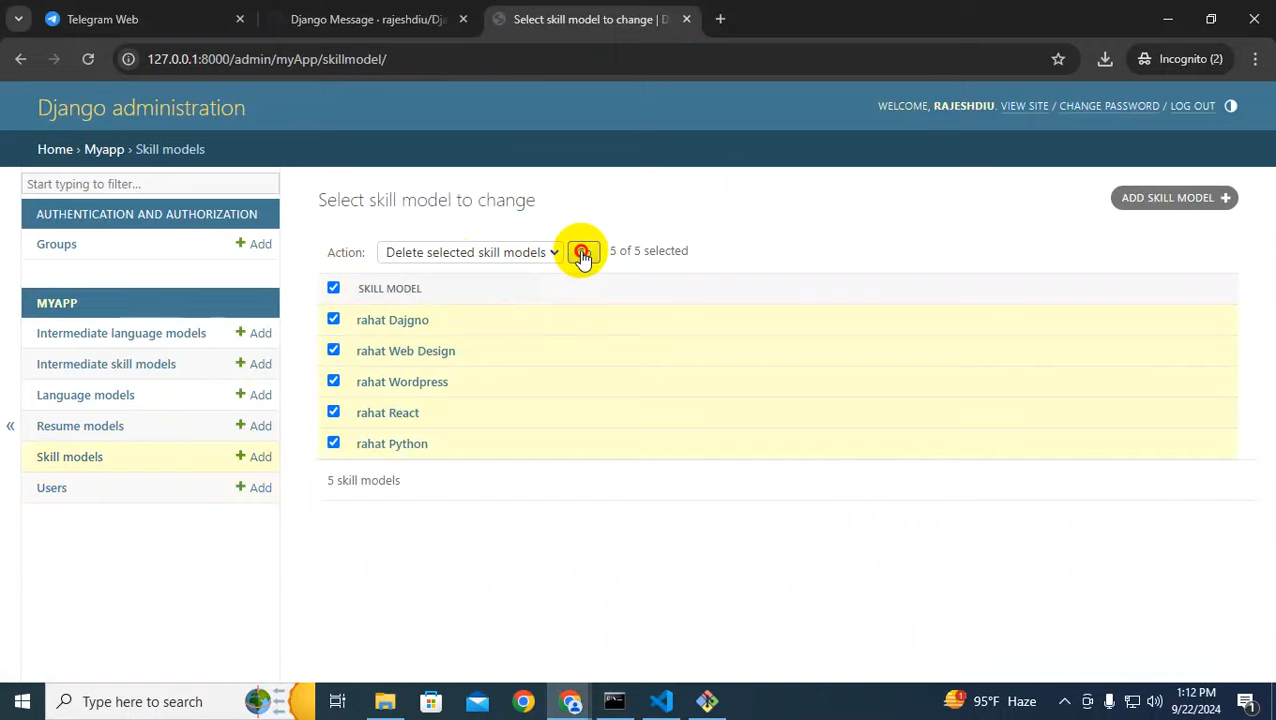 Telegram Web
Django Message · rajeshdiu/Dja
Select skill model to change | D
127.0.0.1:8000/admin/myApp/skillmodel/
Incognito (2)
Django administration
WELCOME, RAJESHDIU. VIEW SITE / CHANGE PASSWORD / LOG OUT
Home › Myapp › Skill models
Start typing to filter...
AUTHENTICATION AND AUTHORIZATION
Groups
Add
MYAPP
Intermediate language models
Add
Intermediate skill models
Add
Language models
Add
Resume models
Add
Skill models
Add
Users
Add
«
Select skill model to change
ADD SKILL MODEL +
Action:
Delete selected skill models
5 of 5 selected
SKILL MODEL
rahat Dajgno
rahat Web Design
rahat Wordpress
rahat React
rahat Python
5 skill models
Type here to search
1
95°F Haze
1:12 PM
9/22/2024
1